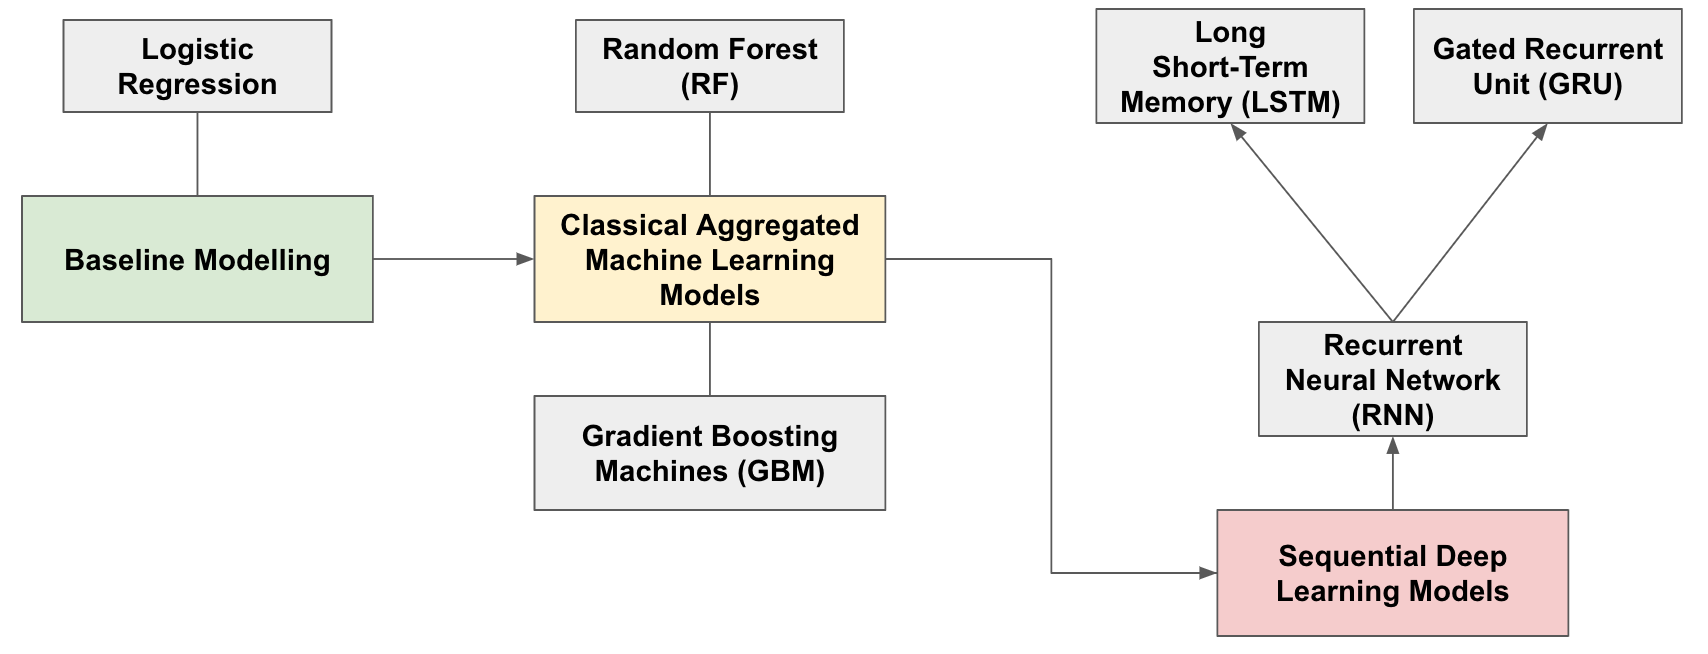 Logistic
Regression
Random Forest
(RF)
Long
Short-Term
Memory (LSTM)
Gated Recurrent
Unit (GRU)
Baseline Modelling
Classical Aggregated
Machine Learning
Models
Recurrent
Neural Network
(RNN)
Gradient Boosting
Machines (GBM)
Sequential Deep
Learning Models